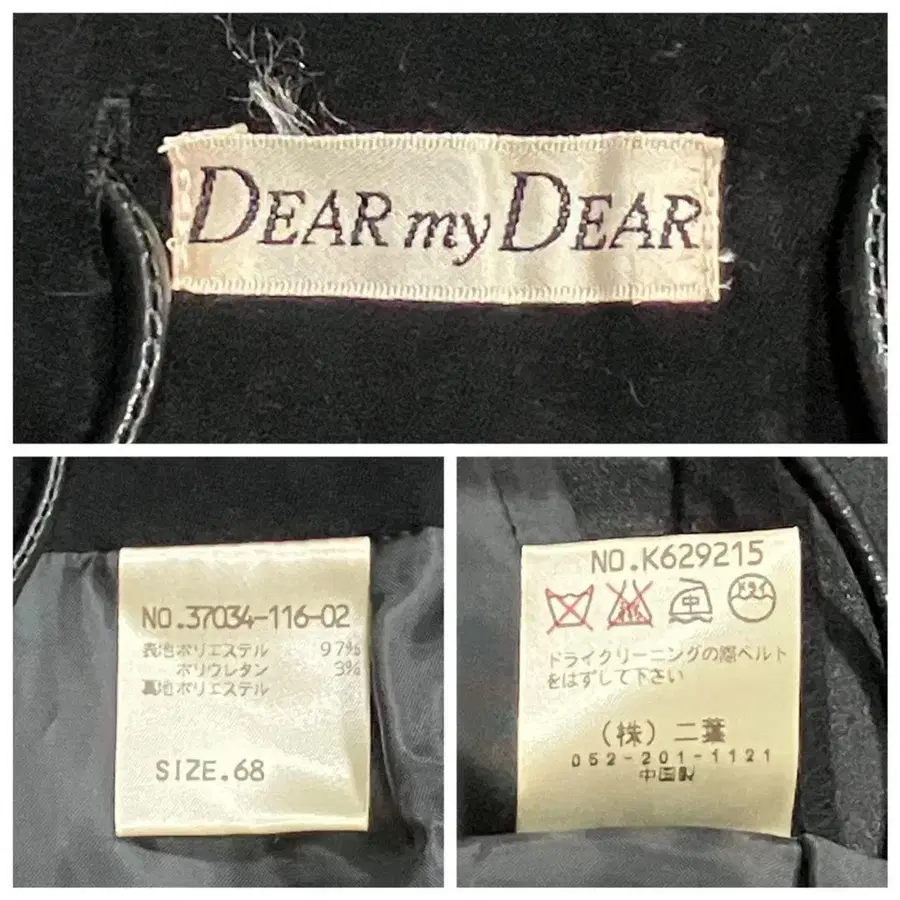 DEAR my DEAR
NO.37034-116-02
表地ポリエステル 97%
ポリウレタン 3%
裏地ポリエステル
SIZE.68
NO.K629215
中
ドライクリーニングの際ベルト
をはずして下さい
(株)二葉
052-201-1121
中国製